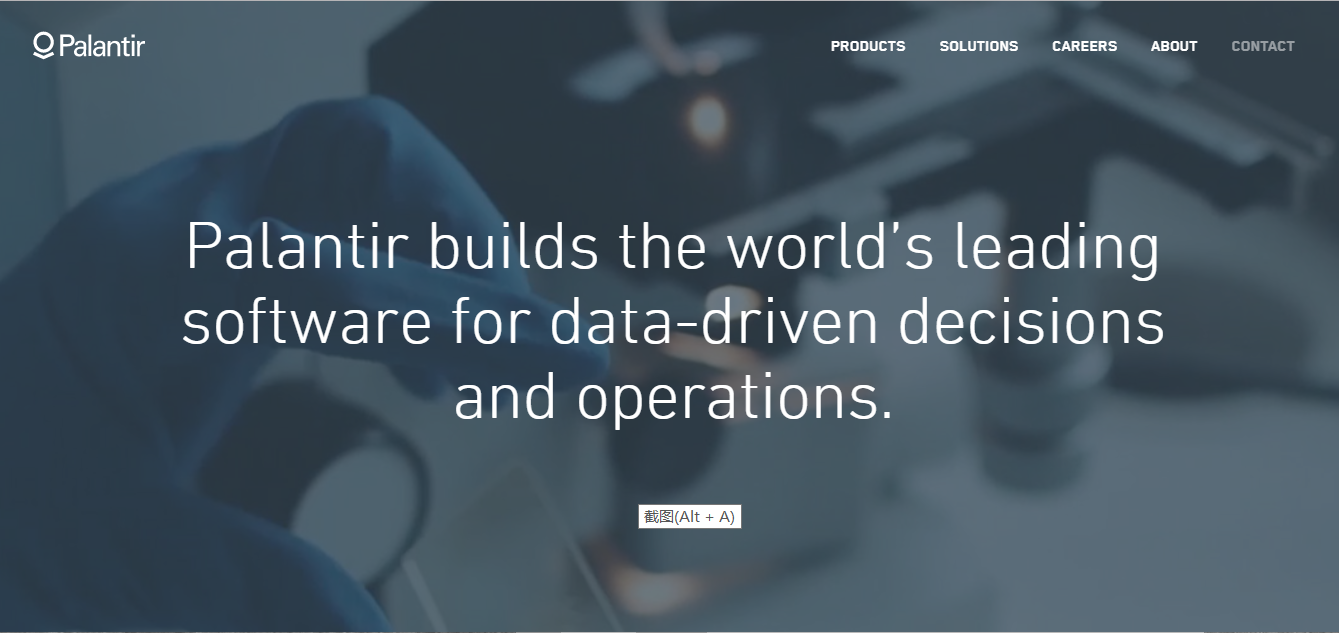 Palantir
PRODUCTS SOLUTIONS CAREERS ABOUT CONTACT
Palantir builds the world’s leading
software for data-driven decisions
and operations.
截图(Alt + A)